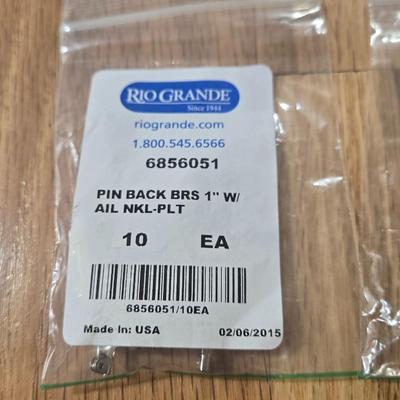 RIO GRANDE
Since 1944
riogrande.com
1.800.545.6566
6856051
PIN BACK BRS 1" W/
AIL NKL-PLT
10 EA
6856051/10EA
Made In: USA 02/06/2015